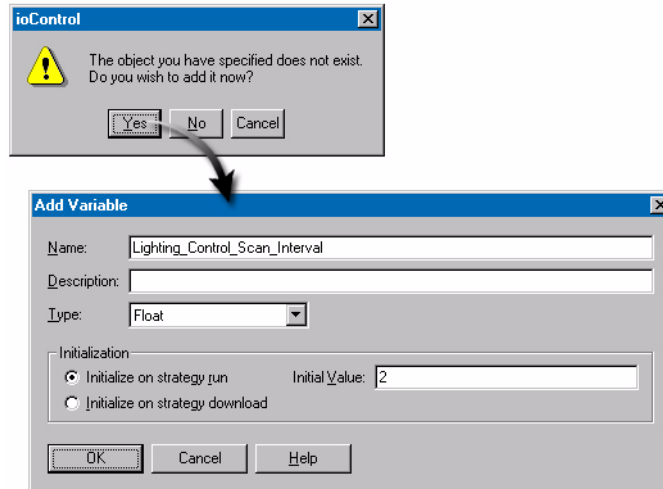 ioControl
The object you have specified does not exist.
Do you wish to add it now?
Yes No Cancel
Add Variable
Name: Lighting_Control_Scan_Interval
Description:
Type: Float
Initialization
Initialize on strategy run Initial Value: 2
Initialize on strategy download
OK Cancel Help